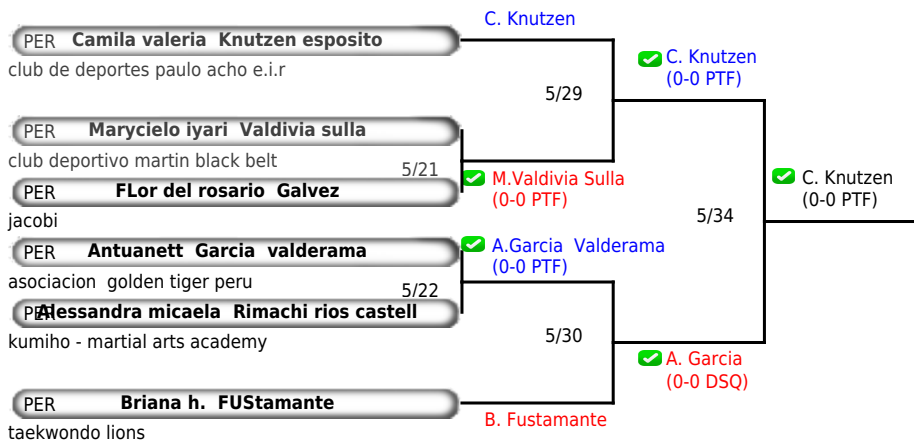 C. Knutzen
PER Camila valeria Knutzen esposito
club de deportes paulo acho e.i.r
C. Knutzen
(0-0 PTF)
5/29
PER Marycielo iyari Valdivia sulla
club deportivo martin black belt
5/21
M.Valdivia Sulla
(0-0 PTF)
PER FLor del rosario Galvez
jacobi
C. Knutzen
(0-0 PTF)
5/34
PER Antuanett Garcia valderama
asociacion golden tiger peru
A.Garcia Valderama
(0-0 PTF)
5/22
PER Alessandra micaela Rimachi rios castell
kumiho - martial arts academy
5/30
A. Garcia
(0-0 DSQ)
PER Briana h. FUStamante
taekwondo lions
B. Fustamante